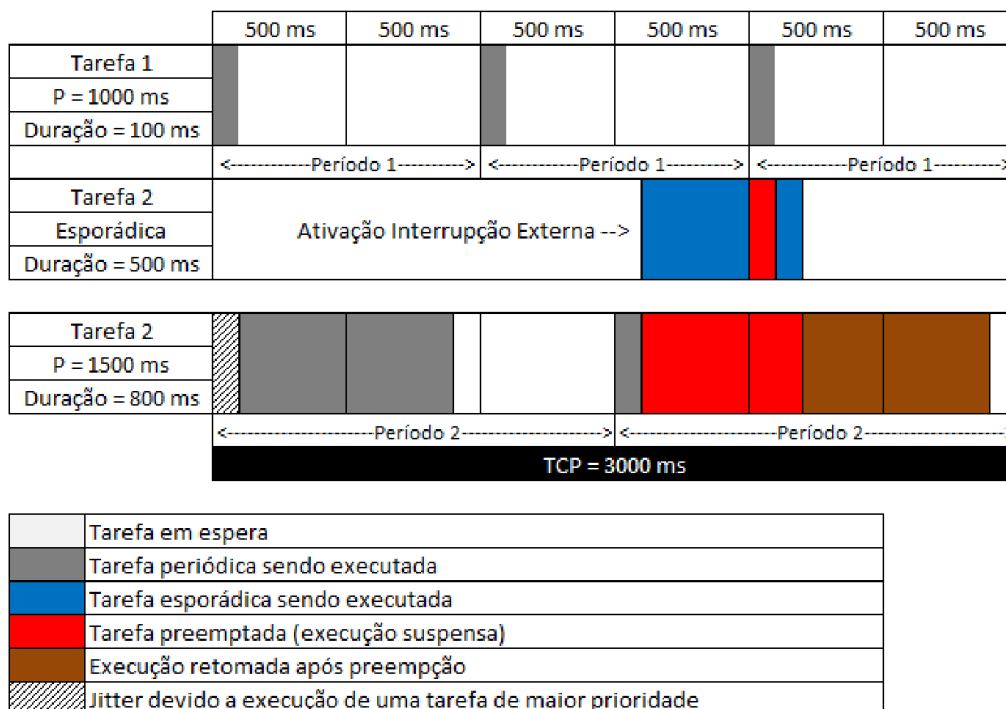 500 ms 500 ms 500 ms 500 ms 500 ms 500 ms
Tarefa 1
P = 1000 ms
Duração = 100 ms
<------------Período 1---------> <------------Período 1---------> <------------Período 1--------->
Tarefa 2
Esporádica
Duração = 500 ms
Ativação Interrupção Externa -->
Tarefa 2
P = 1500 ms
Duração = 800 ms
<--------------------Período 2--------------------> <--------------------Período 2-------------------->
TCP = 3000 ms
Tarefa em espera
Tarefa periódica sendo executada
Tarefa esporádica sendo executada
Tarefa preemptada (execução suspensa)
Execução retomada após preempção
Jitter devido a execução de uma tarefa de maior prioridade